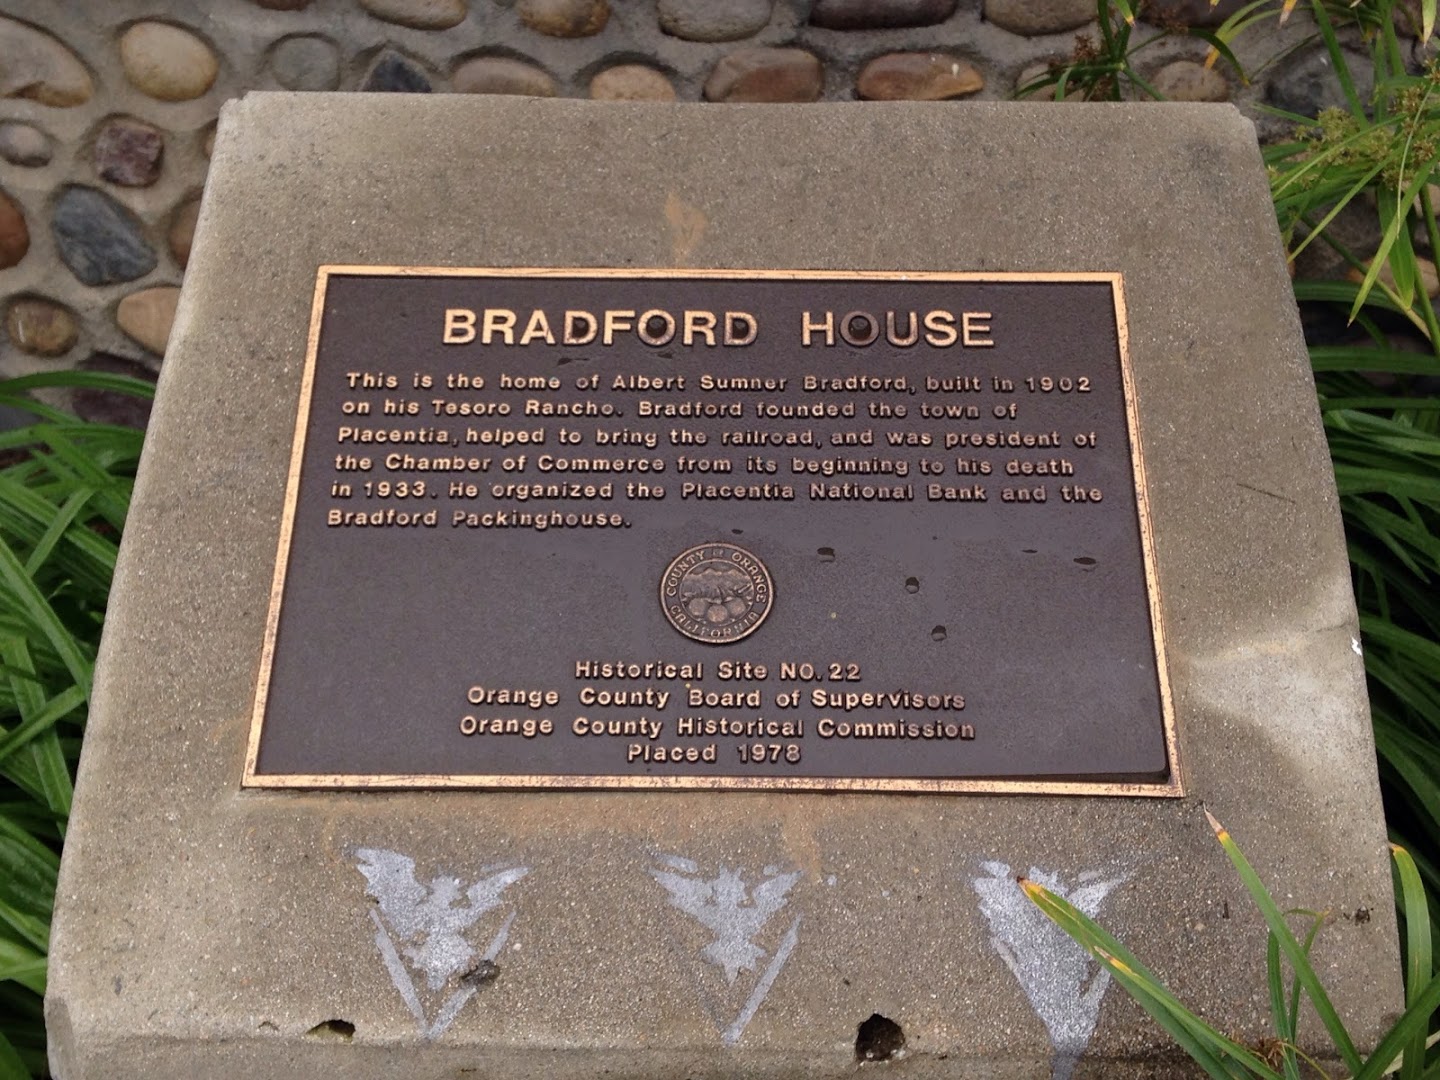 BRADFORD HOUSE
This is the home of Albert Sumner Bradford, built in 1902
on his Tesoro Rancho. Bradford founded the town of
Placentia, helped to bring the railroad, and was president of
the Chamber of Commerce from its beginning to his death
in 1933. He organized the Placentia National Bank and the
Bradford Packinghouse.
COUNTY OF ORANGE
CALIFORNIA
Historical Site NO. 22
Orange County Board of Supervisors
Orange County Historical Commission
Placed 1978